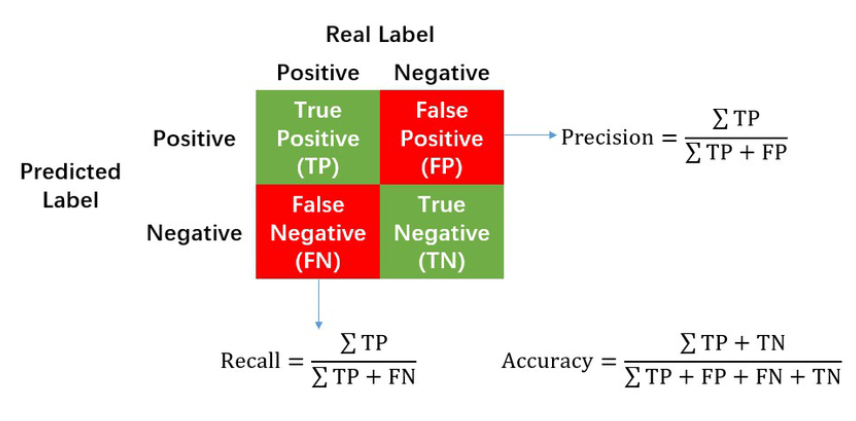 Real Label
Positive Negative
True Positive (TP)
False Positive (FP)
Positive
Precision = ∑ TP / ∑ TP + FP
Predicted Label
Negative
False Negative (FN)
True Negative (TN)
Recall = ∑ TP / ∑ TP + FN
Accuracy = ∑ TP + TN / ∑ TP + FP + FN + TN